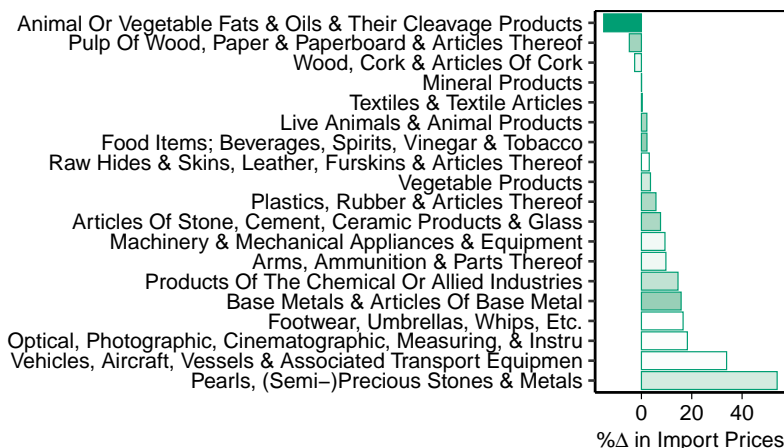 Animal Or Vegetable Fats & Oils & Their Cleavage Products
Pulp Of Wood, Paper & Paperboard & Articles Thereof
Wood, Cork & Articles Of Cork
Mineral Products
Textiles & Textile Articles
Live Animals & Animal Products
Food Items; Beverages, Spirits, Vinegar & Tobacco
Raw Hides & Skins, Leather, Furskins & Articles Thereof
Vegetable Products
Plastics, Rubber & Articles Thereof
Articles Of Stone, Cement, Ceramic Products & Glass
Machinery & Mechanical Appliances & Equipment
Arms, Ammunition & Parts Thereof
Products Of The Chemical Or Allied Industries
Base Metals & Articles Of Base Metal
Footwear, Umbrellas, Whips, Etc.
Optical, Photographic, Cinematographic, Measuring, & Instru
Vehicles, Aircraft, Vessels & Associated Transport Equipmen
Pearls, (Semi−)Precious Stones & Metals
0 20 40
%Δ in Import Prices